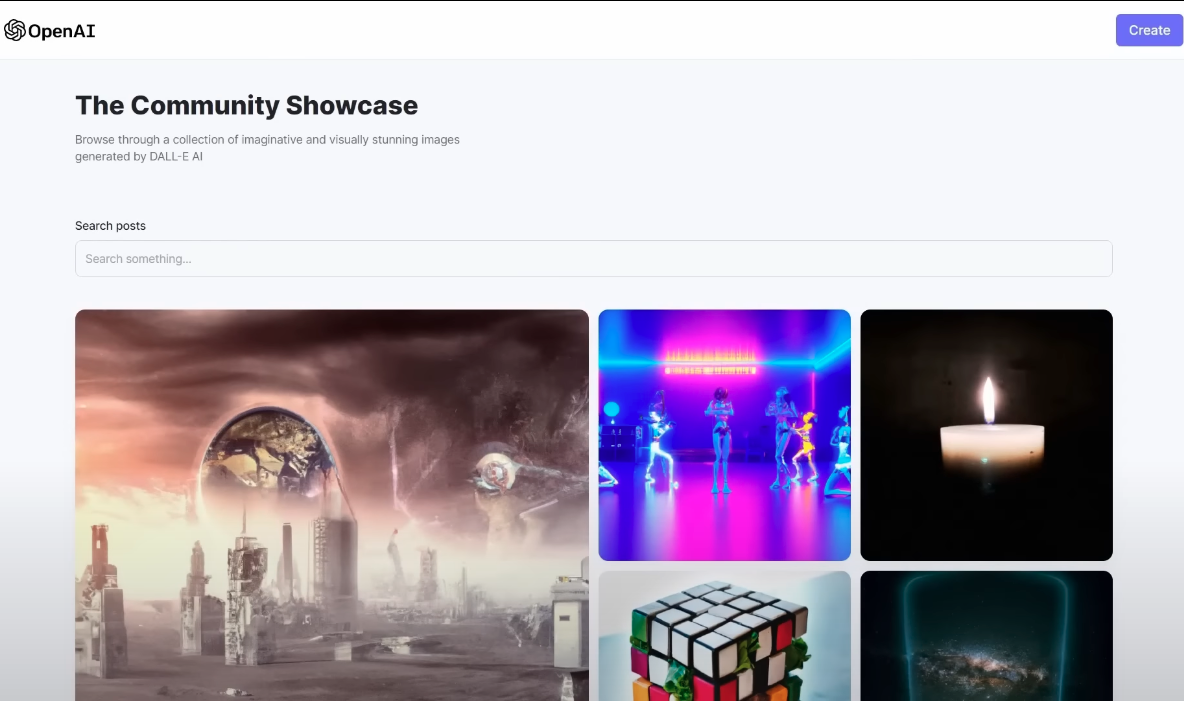 OpenAI
Create
The Community Showcase
Browse through a collection of imaginative and visually stunning images
generated by DALL-E AI
Search posts
Search something...